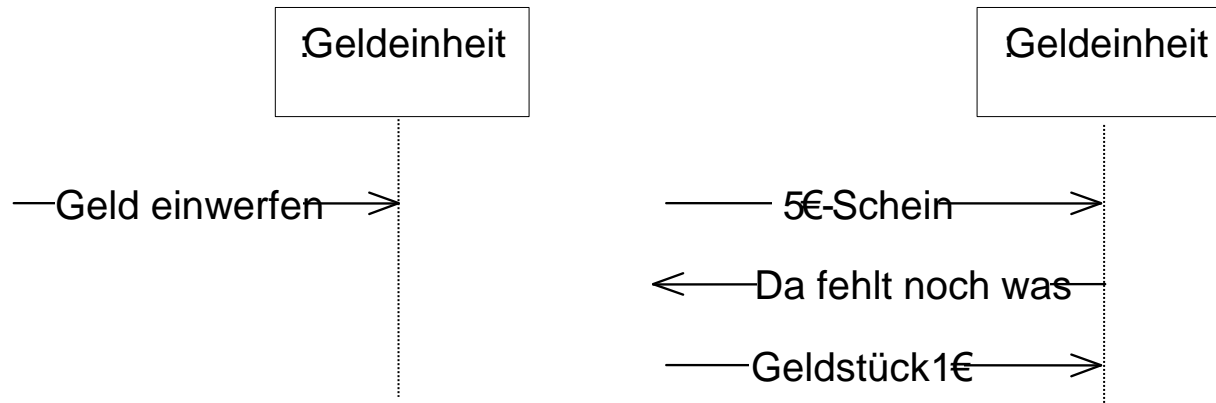 :Geldeinheit
Geld einwerfen
:Geldeinheit
5€-Schein
Da fehlt noch was
Geldstück1€